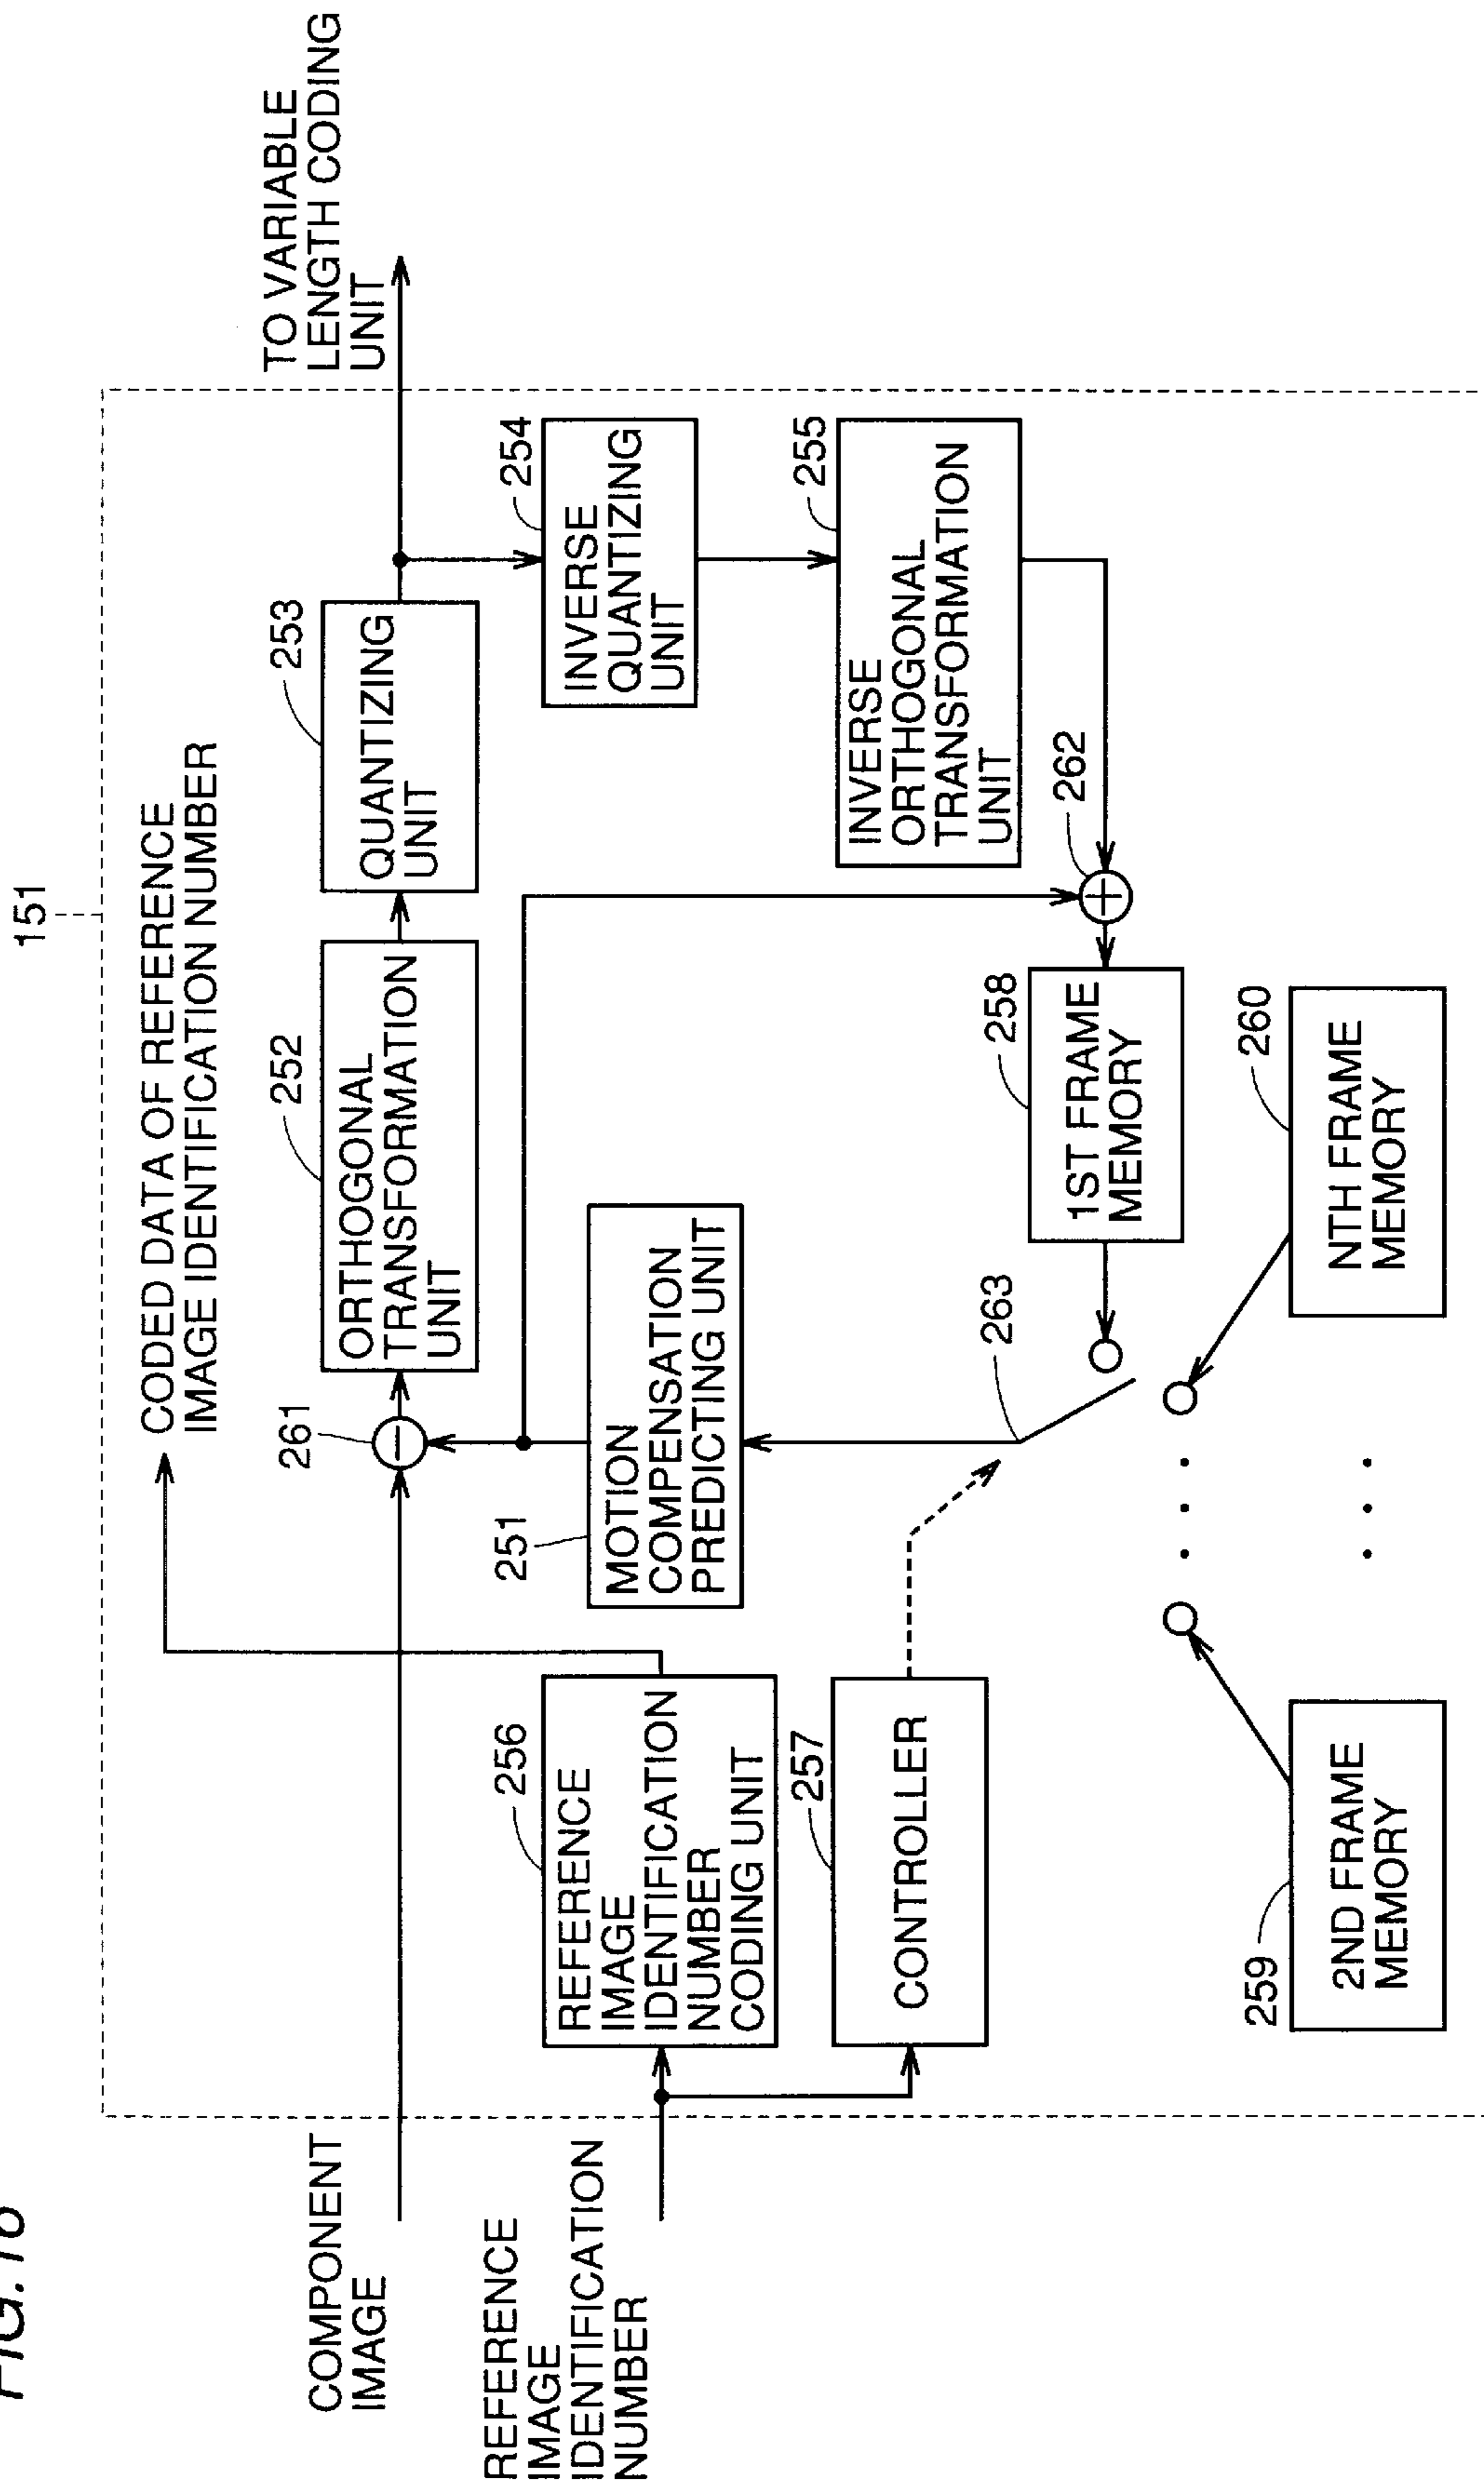 FIG. 16
151
CODED DATA OF REFERENCE
IMAGE IDENTIFICATION NUMBER
TO VARIABLE
LENGTH CODING
UNIT
COMPONENT
IMAGE
261
252
ORTHOGONAL
TRANSFORMATION
UNIT
253
QUANTIZING
UNIT
REFERENCE
IMAGE
IDENTIFICATION
NUMBER
256
REFERENCE
IMAGE
IDENTIFICATION
NUMBER
CODING UNIT
251
MOTION
COMPENSATION
PREDICTING UNIT
254
INVERSE
QUANTIZING
UNIT
257
CONTROLLER
255
INVERSE
ORTHOGONAL
TRANSFORMATION
UNIT
263
258
1ST FRAME
MEMORY
262
259
2ND FRAME
MEMORY
260
NTH FRAME
MEMORY